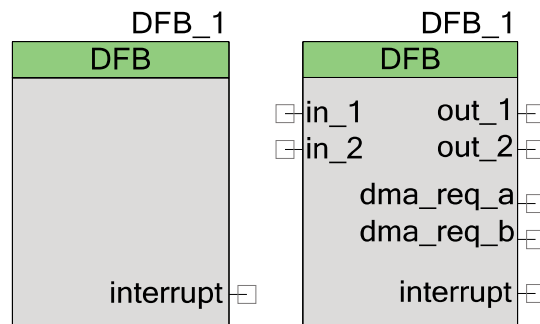 DFB_1
DFB
interrupt
DFB_1
DFB
in_1
out_1
in_2
out_2
dma_req_a
dma_req_b
interrupt